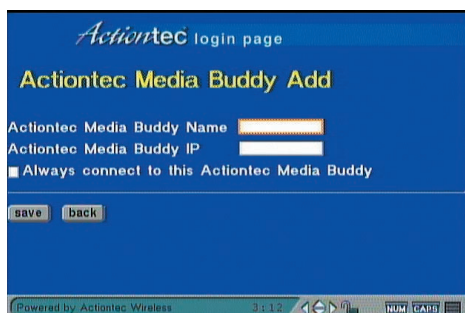 Actiontec login page
Actiontec Media Buddy Add
Actiontec Media Buddy Name
Actiontec Media Buddy IP
Always connect to this Actiontec Media Buddy
save back
Powered by Actiontec Wireless 3:12 NUM CAPS